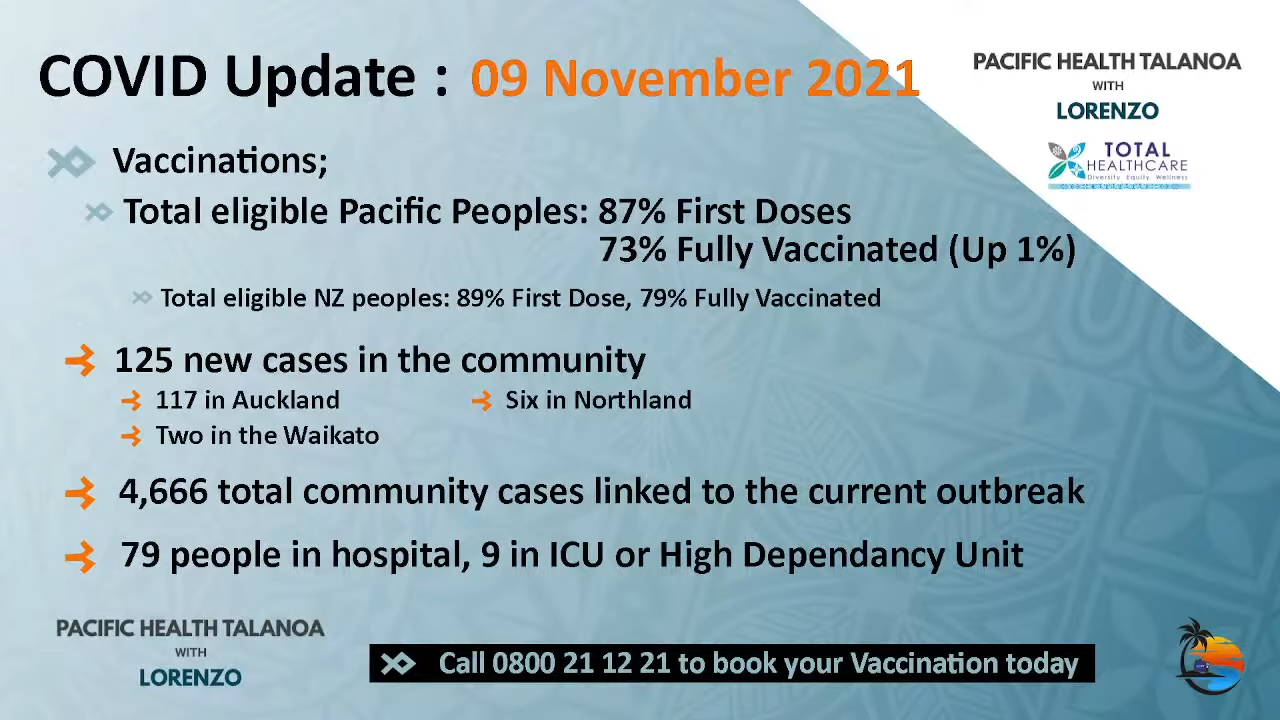 COVID Update : 09 November 2021
PACIFIC HEALTH TALANOA
WITH
LORENZO
TOTAL
HEALTHCARE
Diversity. Equity. Wellness
Vaccinations;
Total eligible Pacific Peoples: 87% First Doses
73% Fully Vaccinated (Up 1%)
Total eligible NZ peoples: 89% First Dose, 79% Fully Vaccinated
125 new cases in the community
117 in Auckland
Six in Northland
Two in the Waikato
4,666 total community cases linked to the current outbreak
79 people in hospital, 9 in ICU or High Dependancy Unit
PACIFIC HEALTH TALANOA
WITH
LORENZO
Call 0800 21 12 21 to book your Vaccination today